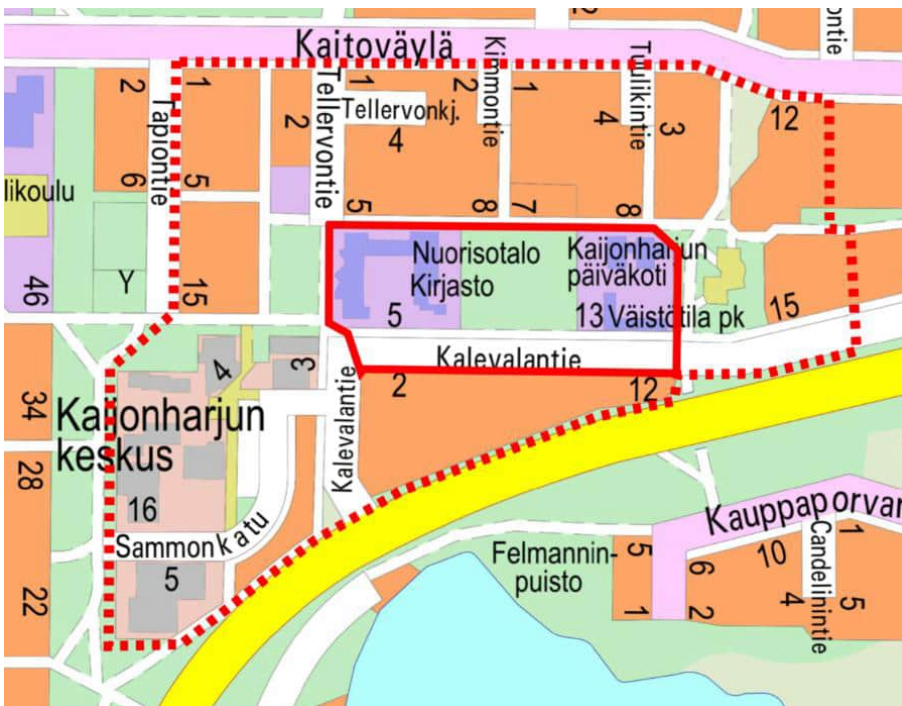 Kaitoväylä
ontie
2
1
2
1
2
1
Tellervonkj.
4
Kimmontie
Tuulikintie
4
3
12
Tapiontie
Tellervontie
likoulu
6
5
5
8
7
8
46
Y
15
Nuorisotalo
Kirjasto
5
Kaijonharjun
päiväkoti
13 Väistötila pk
15
Kalevalantie
4
3
2
12
34
Kaijonharjun
keskus
Kalevalantie
28
16
Sammonkatu
5
22
Kauppaporvar
Felmannin-
puisto
5
1
6
2
10
4
Candelinintie
1
5